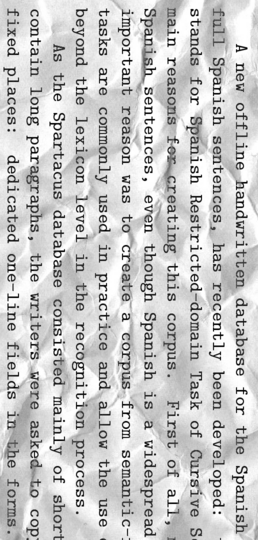 A new offline handwritten database for the Spanish
full Spanish sentences, has recently been developed:
stands for Spanish Restricted-domain Task of Cursive S
main reasons for creating this corpus. First of all,
Spanish sentences, even though Spanish is a widespread
important reason was to create a corpus from semantic-
tasks are commonly used in practice and allow the use
beyond the lexicon level in the recognition process.
As the Spartacus database consisted mainly of short
contain long paragraphs, the writers were asked to copy
fixed places: dedicated one-line fields in the forms.